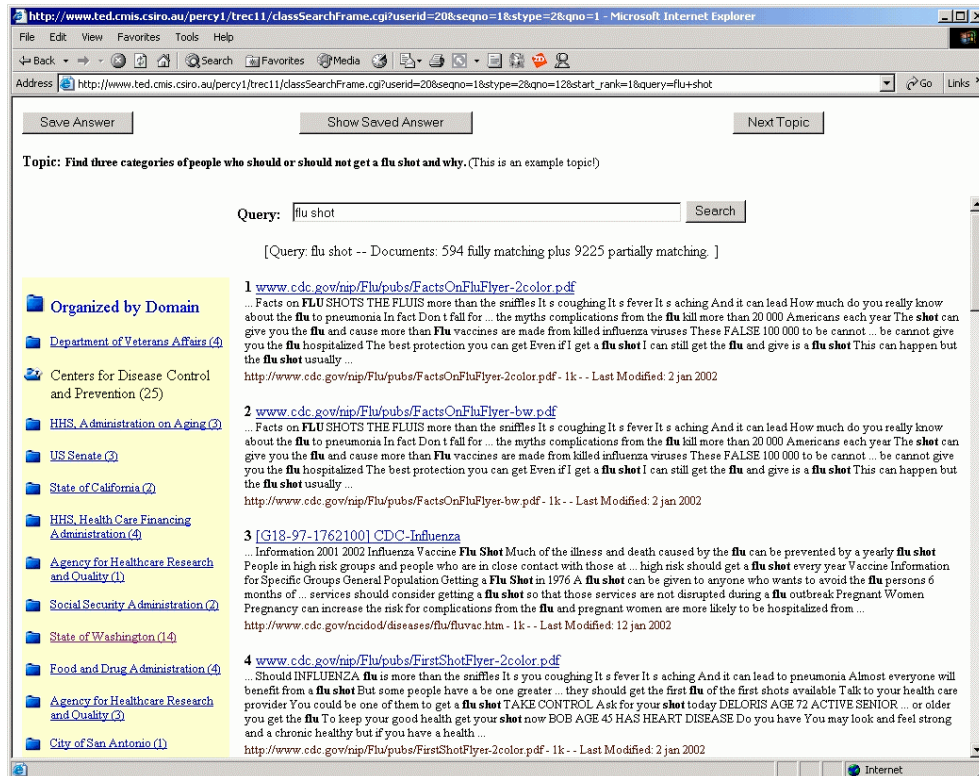 http://www.ted.cmis.csiro.au/percy1/trec11/classSearchFrame.cgi?userid=20&seqno=1&stype=2&qno=1 - Microsoft Internet Explorer
File Edit View Favorites Tools Help
Back Search Favorites Media
Address http://www.ted.cmis.csiro.au/percy1/trec11/classSearchFrame.cgi?userid=20&seqno=1&stype=2&qno=12&start_rank=1&query=flu+shot Go Links
Save Answer Show Saved Answer Next Topic
Topic: Find three categories of people who should or should not get a flu shot and why. (This is an example topic!)
Query: flu shot Search
[Query: flu shot -- Documents: 594 fully matching plus 9225 partially matching. ]
Organized by Domain
Department of Veterans Affairs (4)
Centers for Disease Control
and Prevention (25)
HHS, Administration on Aging (3)
US Senate (3)
State of California (2)
HHS, Health Care Financing
Administration (4)
Agency for Healthcare Research
and Quality (1)
Social Security Administration (2)
State of Washington (14)
Food and Drug Administration (4)
Agency for Healthcare Research
and Quality (3)
City of San Antonio (1)
1 www.cdc.gov/nip/Flu/pubs/FactsOnFluFlyer-2color.pdf
... Facts on FLU SHOTS THE FLUIS more than the sniffles It s coughing It s fever It s aching And it can lead How much do you really know
about the flu to pneumonia In fact Don t fall for ... the myths complications from the flu kill more than 20 000 Americans each year The shot can
give you the flu and cause more than Flu vaccines are made from killed influenza viruses These FALSE 100 000 to be cannot ... be cannot give
you the flu hospitalized The best protection you can get Even if I get a flu shot I can still get the flu and give is a flu shot This can happen but
the flu shot usually ...
http://www.cdc.gov/nip/Flu/pubs/FactsOnFluFlyer-2color.pdf - 1k - - Last Modified: 2 jan 2002
2 www.cdc.gov/nip/Flu/pubs/FactsOnFluFlyer-bw.pdf
... Facts on FLU SHOTS THE FLUIS more than the sniffles It s coughing It s fever It s aching And it can lead How much do you really know
about the flu to pneumonia In fact Don t fall for ... the myths complications from the flu kill more than 20 000 Americans each year The shot can
give you the flu and cause more than Flu vaccines are made from killed influenza viruses These FALSE 100 000 to be cannot ... be cannot give
you the flu hospitalized The best protection you can get Even if I get a flu shot I can still get the flu and give is a flu shot This can happen but
the flu shot usually ...
http://www.cdc.gov/nip/Flu/pubs/FactsOnFluFlyer-bw.pdf - 1k - - Last Modified: 2 jan 2002
3 [G18-97-1762100] CDC-Influenza
... Information 2001 2002 Influenza Vaccine Flu Shot Much of the illness and death caused by the flu can be prevented by a yearly flu shot
People in high risk groups and people who are in close contact with those at ... high risk should get a flu shot every year Vaccine Information
for Specific Groups General Population Getting a Flu Shot in 1976 A flu shot can be given to anyone who wants to avoid the flu persons 6
months of ... services should consider getting a flu shot so that those services are not disrupted during a flu outbreak Pregnant Women
Pregnancy can increase the risk for complications from the flu and pregnant women are more likely to be hospitalized from ...
http://www.cdc.gov/ncidod/diseases/flu/fluvac.htm - 1k - - Last Modified: 12 jan 2002
4 www.cdc.gov/nip/Flu/pubs/FirstShotFlyer-2color.pdf
... Should INFLUENZA flu is more than the sniffles It s you coughing It s fever It s aching And it can lead to pneumonia Almost everyone will
benefit from a flu shot But some people have a be one greater ... they should get the first flu of the first shots available Talk to your health care
provider You could be one of them to get a flu shot TAKE CONTROL Ask for your shot today DELORIS AGE 72 ACTIVE SENIOR ... or older
you get the flu To keep your good health get your shot now BOB AGE 45 HAS HEART DISEASE Do you have You may look and feel strong
and a chronic healthy but if you have a health ...
http://www.cdc.gov/nip/Flu/pubs/FirstShotFlyer-2color.pdf - 1k - - Last Modified: 2 jan 2002
Internet